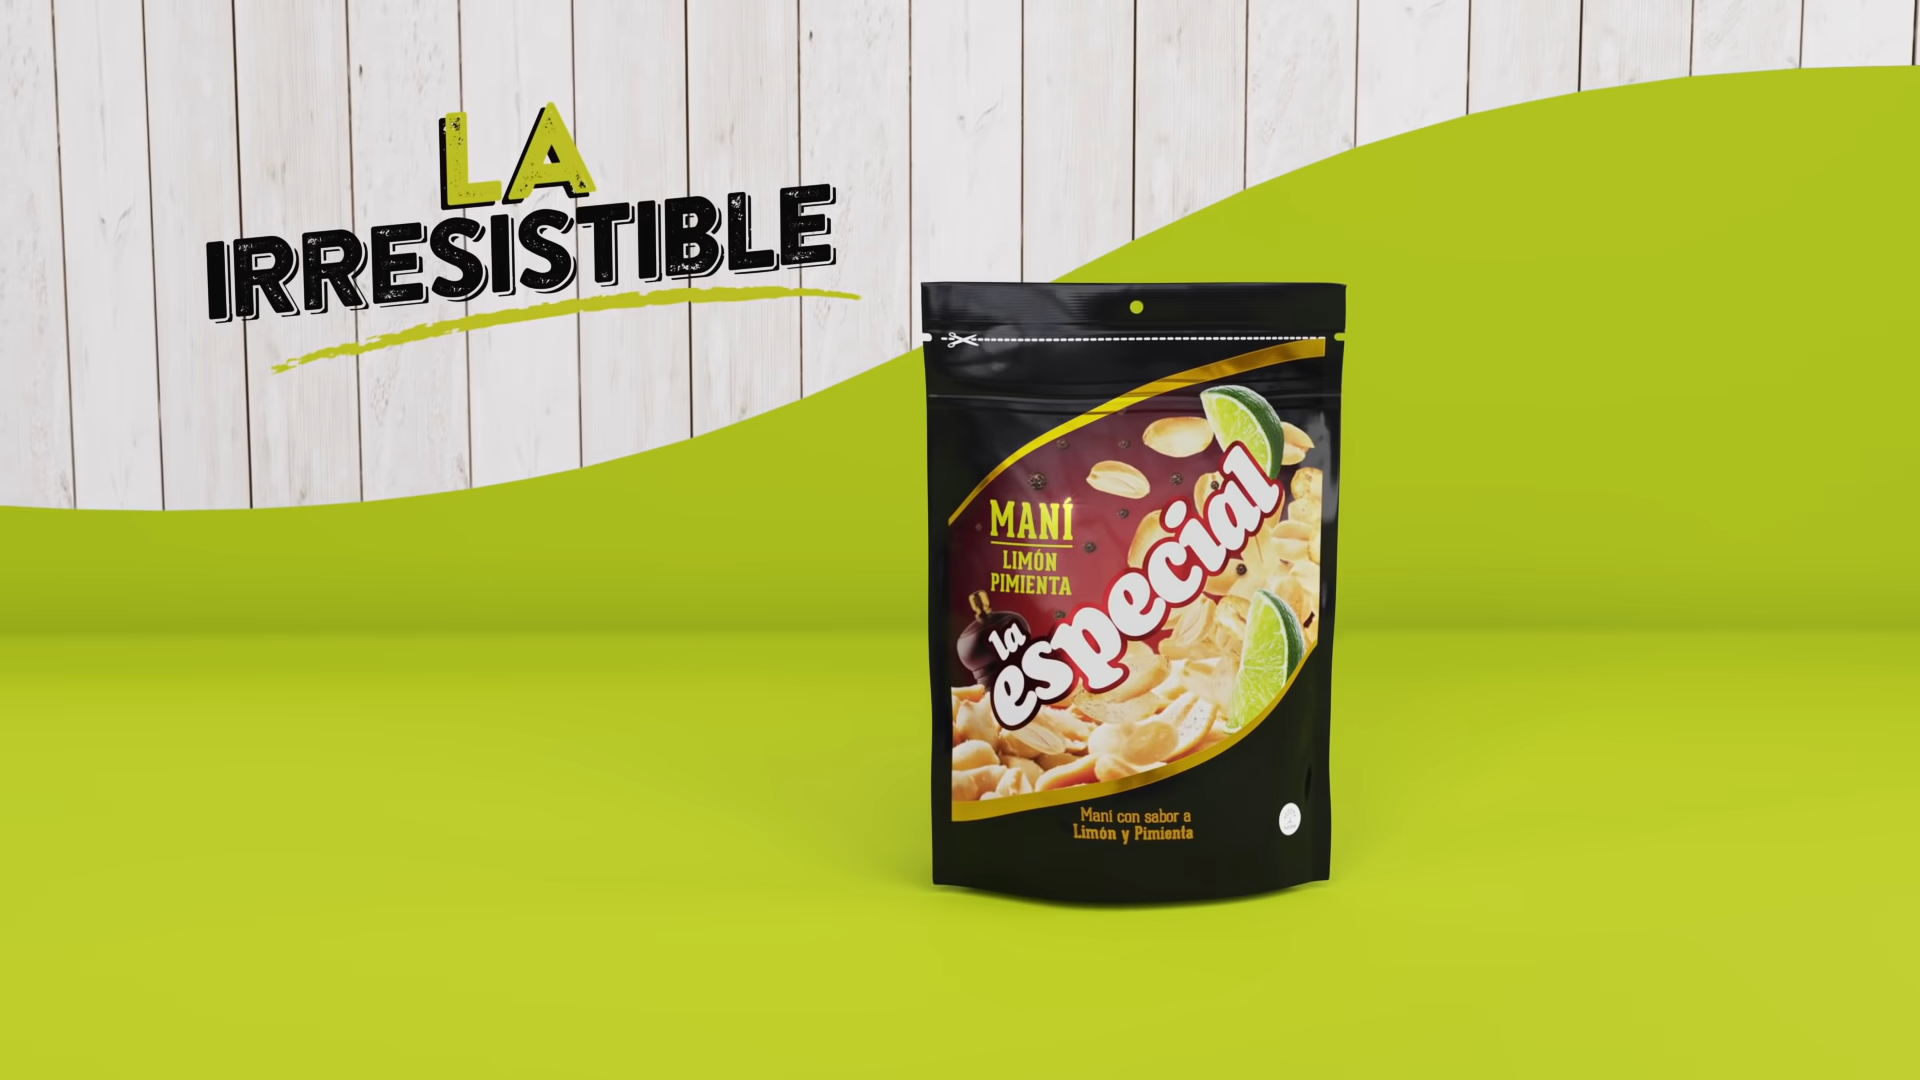 LA
IRRESISTIBLE
MANÍ
LIMÓN
PIMIENTA
la
especial
Maní con sabor a
Limón y Pimienta